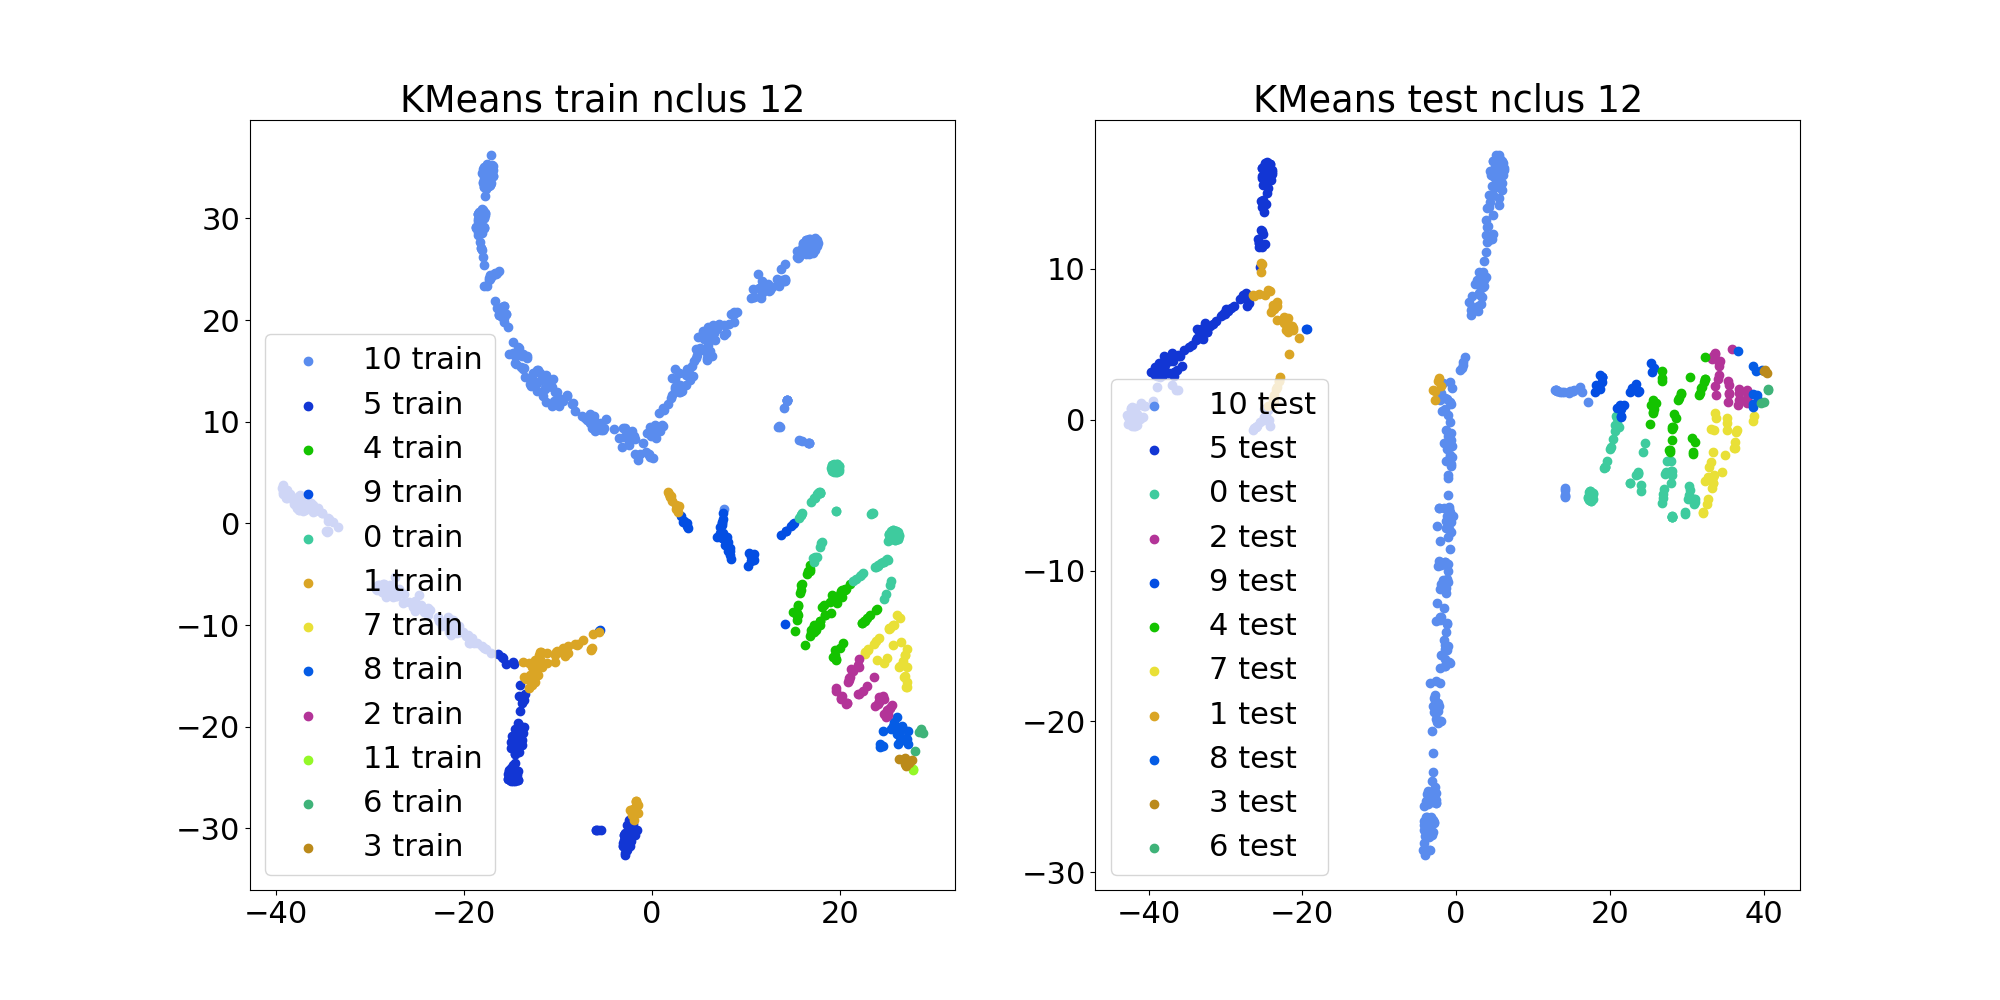 KMeans train nclus 12
30
20
10
0
−10
−20
−30
−40
−20
0
20
10 train
5 train
4 train
9 train
0 train
1 train
7 train
8 train
2 train
11 train
6 train
3 train
KMeans test nclus 12
10
0
−10
−20
−30
−40
−20
0
20
40
10 test
5 test
0 test
2 test
9 test
4 test
7 test
1 test
8 test
3 test
6 test